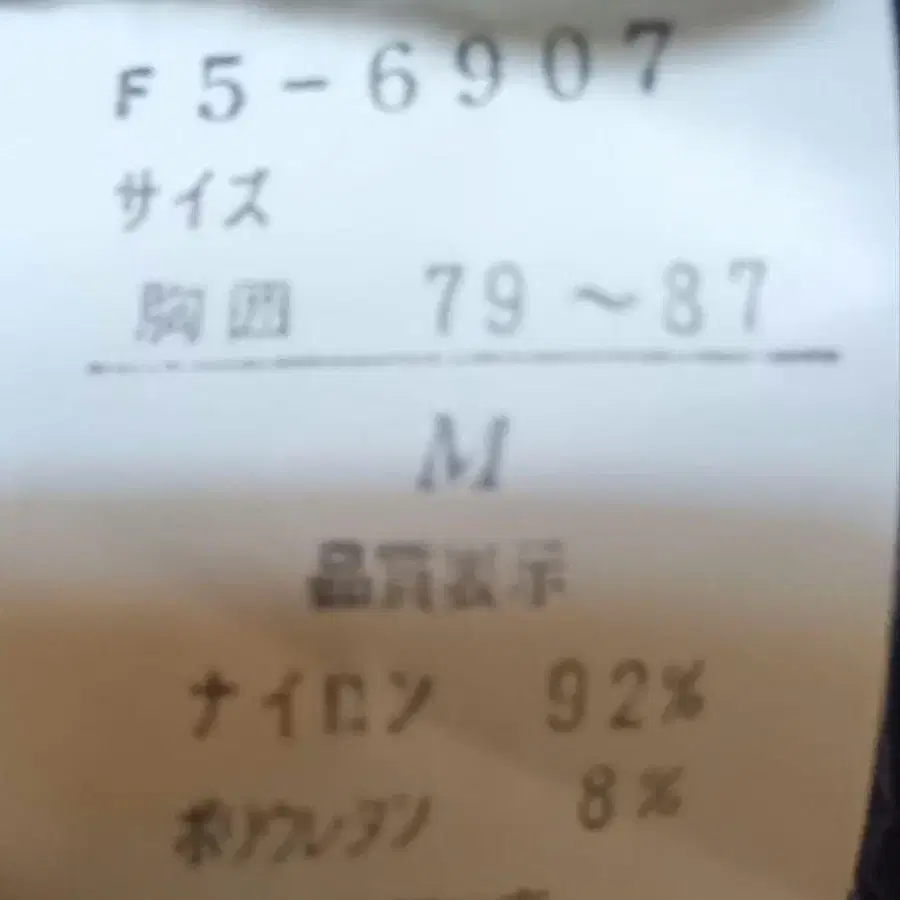 F5-6907
サイズ
胸囲 79～87
M
品質表示
ナイロン 92%
ポリウレタン 8%